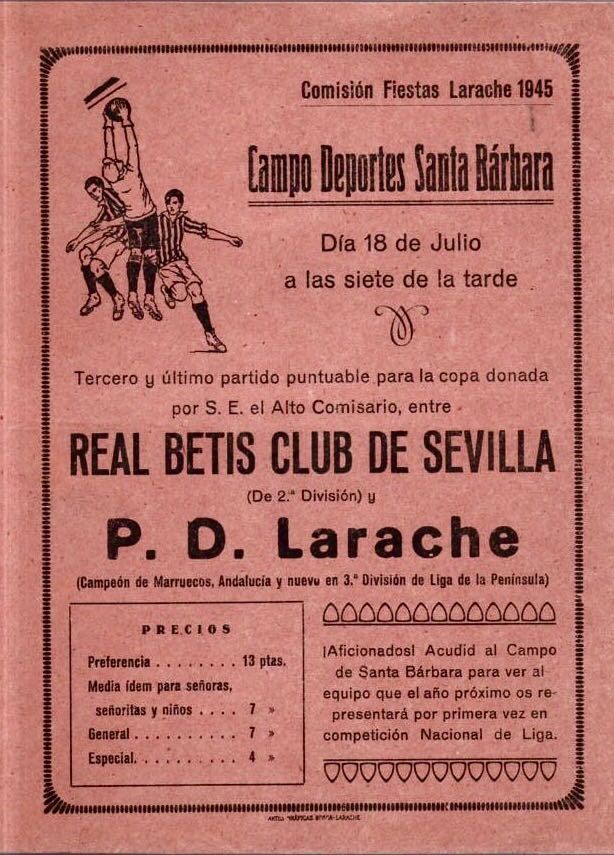 Comisión Fiestas Larache 1945
Campo Deportes Santa Bárbara
Día 18 de Julio
a las siete de la tarde
Tercero y último partido puntuable para la copa donada
por S. E. el Alto Comisario, entre
REAL BETIS CLUB DE SEVILLA
(De 2.ª División) y
P. D. Larache
(Campeón de Marruecos, Andalucía y nuevo en 3.ª División de Liga de la Península)
PRECIOS
Preferencia . . . . . . . . 13 ptas.
Media ídem para señoras,
señoritas y niños . . . . 7 »
General . . . . . . . . . . 7 »
Especial. . . . . . . . . . 4 »
¡Aficionados! Acudid al Campo
de Santa Bárbara para ver al
equipo que el año próximo os re-
presentará por primera vez en
competición Nacional de Liga.
GRÁFICAS LARACHE